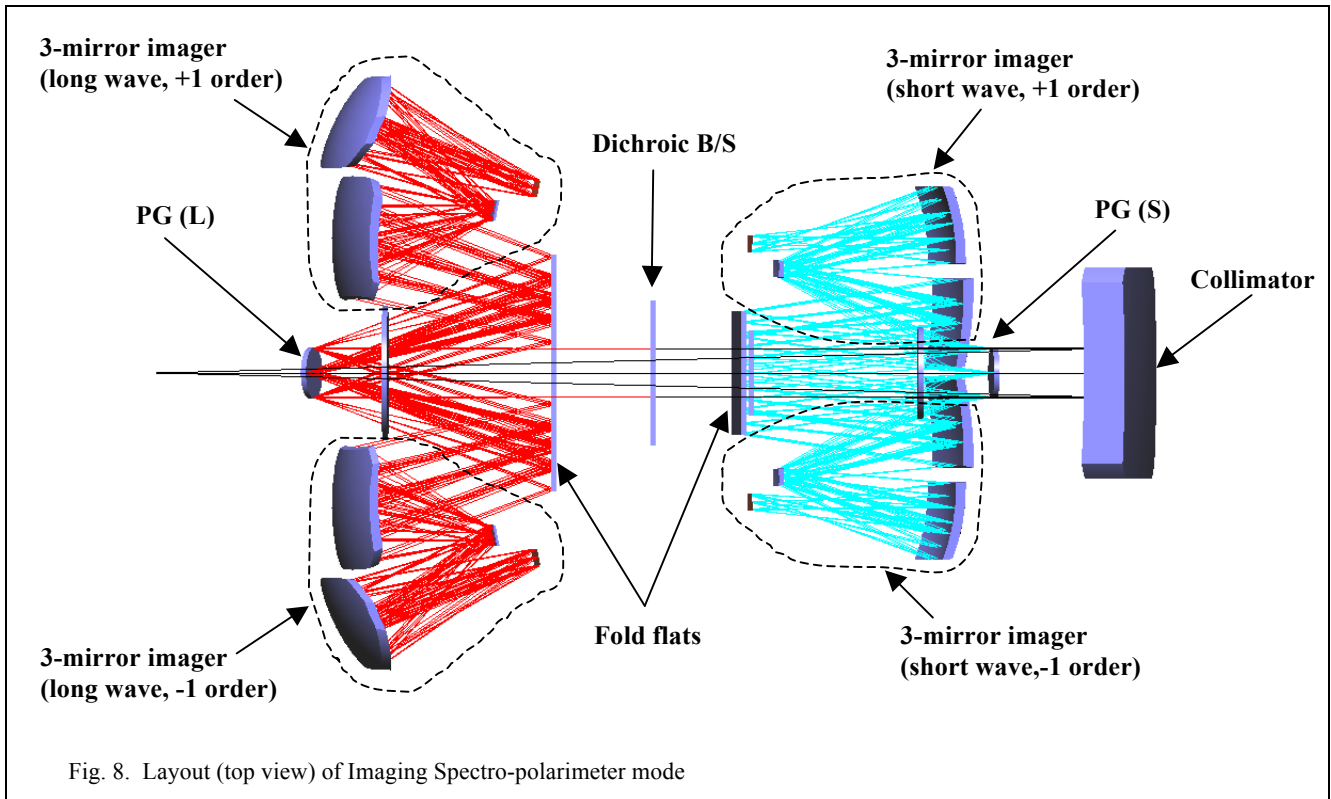 3-mirror imager
(long wave, +1 order)
3-mirror imager
(short wave, +1 order)
Dichroic B/S
PG (L)
PG (S)
Collimator
Fold flats
3-mirror imager
(long wave, -1 order)
3-mirror imager
(short wave,-1 order)
Fig. 8. Layout (top view) of Imaging Spectro-polarimeter mode